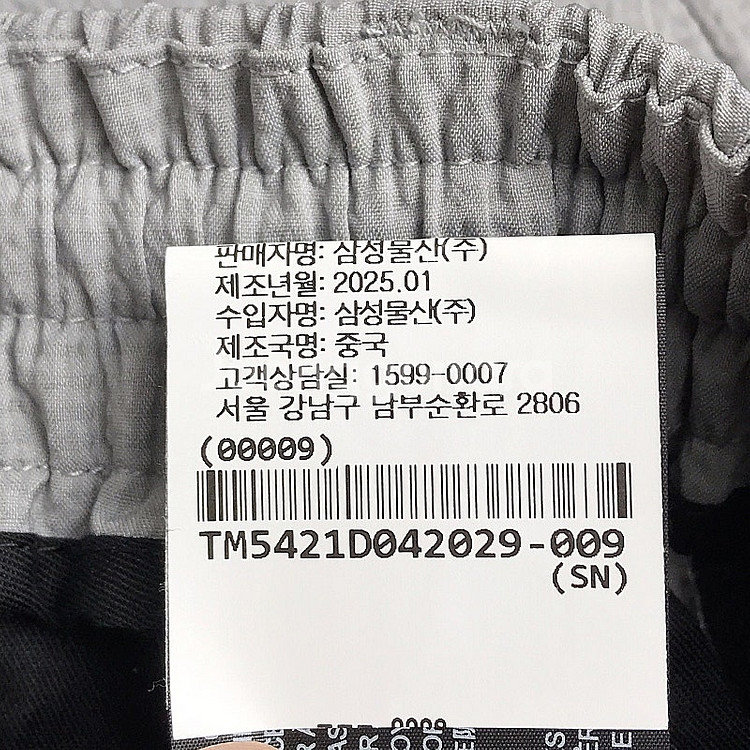 판매자명: 삼성물산(주)
제조년월: 2025.01
수입자명: 삼성물산(주)
제조국명: 중국
고객상담실: 1599-0007
서울 강남구 남부순환로 2806
(00009)
TM5421D042029-009
(SN)